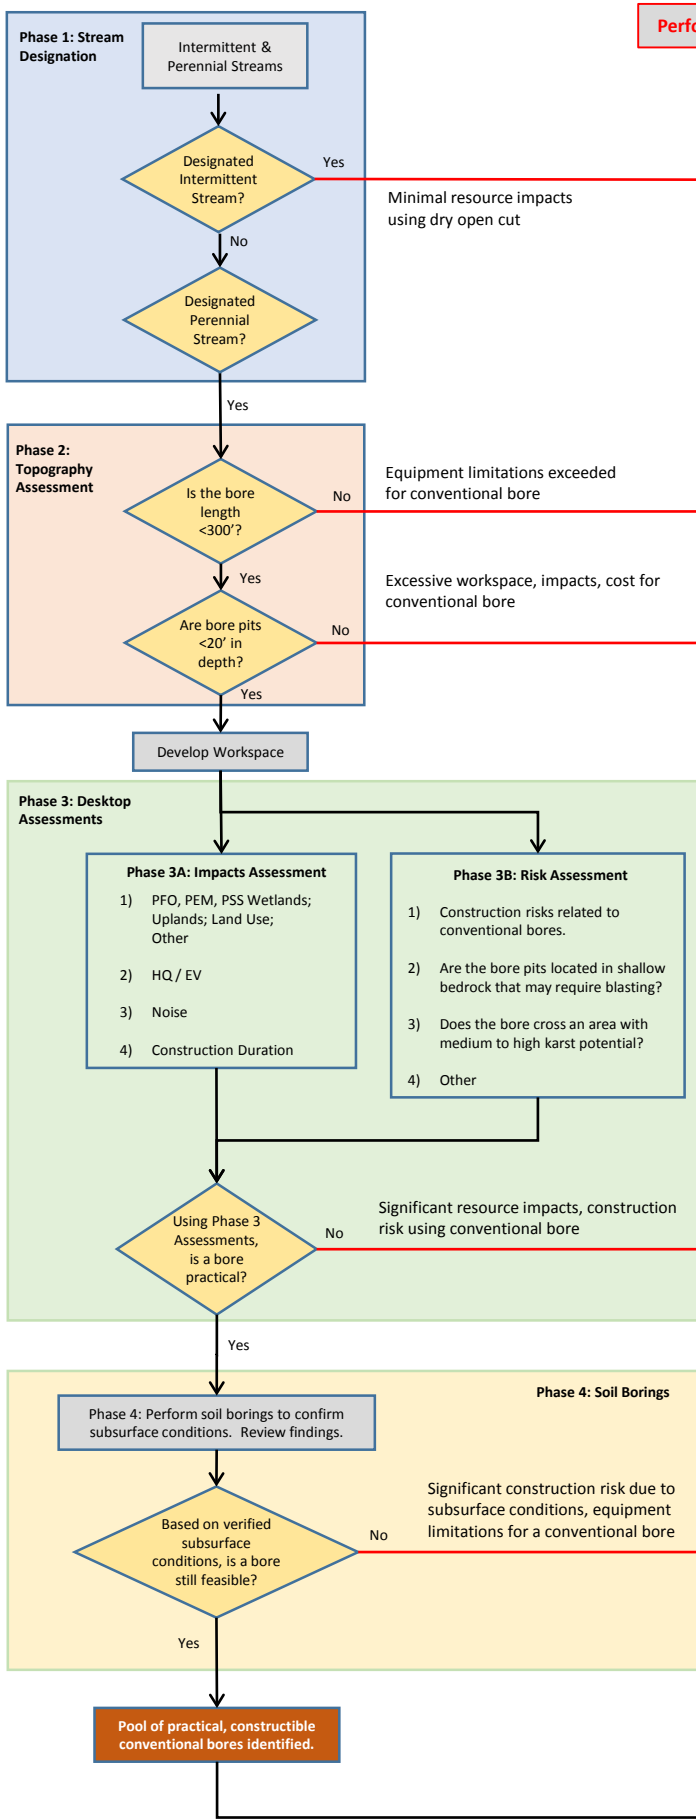 Phase 1: Stream
Designation
Intermittent &
Perennial Streams
Designated
Intermittent
Stream?
Yes
Minimal resource impacts
using dry open cut
No
Designated
Perennial
Stream?
Yes
Phase 2:
Topography
Assessment
Is the bore
length
<300’?
No
Equipment limitations exceeded
for conventional bore
Yes
Are bore pits
<20’ in
depth?
No
Excessive workspace, impacts, cost for
conventional bore
Yes
Develop Workspace
Phase 3: Desktop
Assessments
Phase 3A: Impacts Assessment
1) PFO, PEM, PSS Wetlands;
Uplands; Land Use;
Other
2) HQ / EV
3) Noise
4) Construction Duration
Phase 3B: Risk Assessment
1) Construction risks related to
conventional bores.
2) Are the bore pits located in shallow
bedrock that may require blasting?
3) Does the bore cross an area with
medium to high karst potential?
4) Other
Using Phase 3
Assessments,
is a bore
practical?
No
Significant resource impacts, construction
risk using conventional bore
Yes
Phase 4: Soil Borings
Phase 4: Perform soil borings to confirm
subsurface conditions. Review findings.
Based on verified
subsurface
conditions, is a bore
still feasible?
No
Significant construction risk due to
subsurface conditions, equipment
limitations for a conventional bore
Yes
Pool of practical, constructible
conventional bores identified.